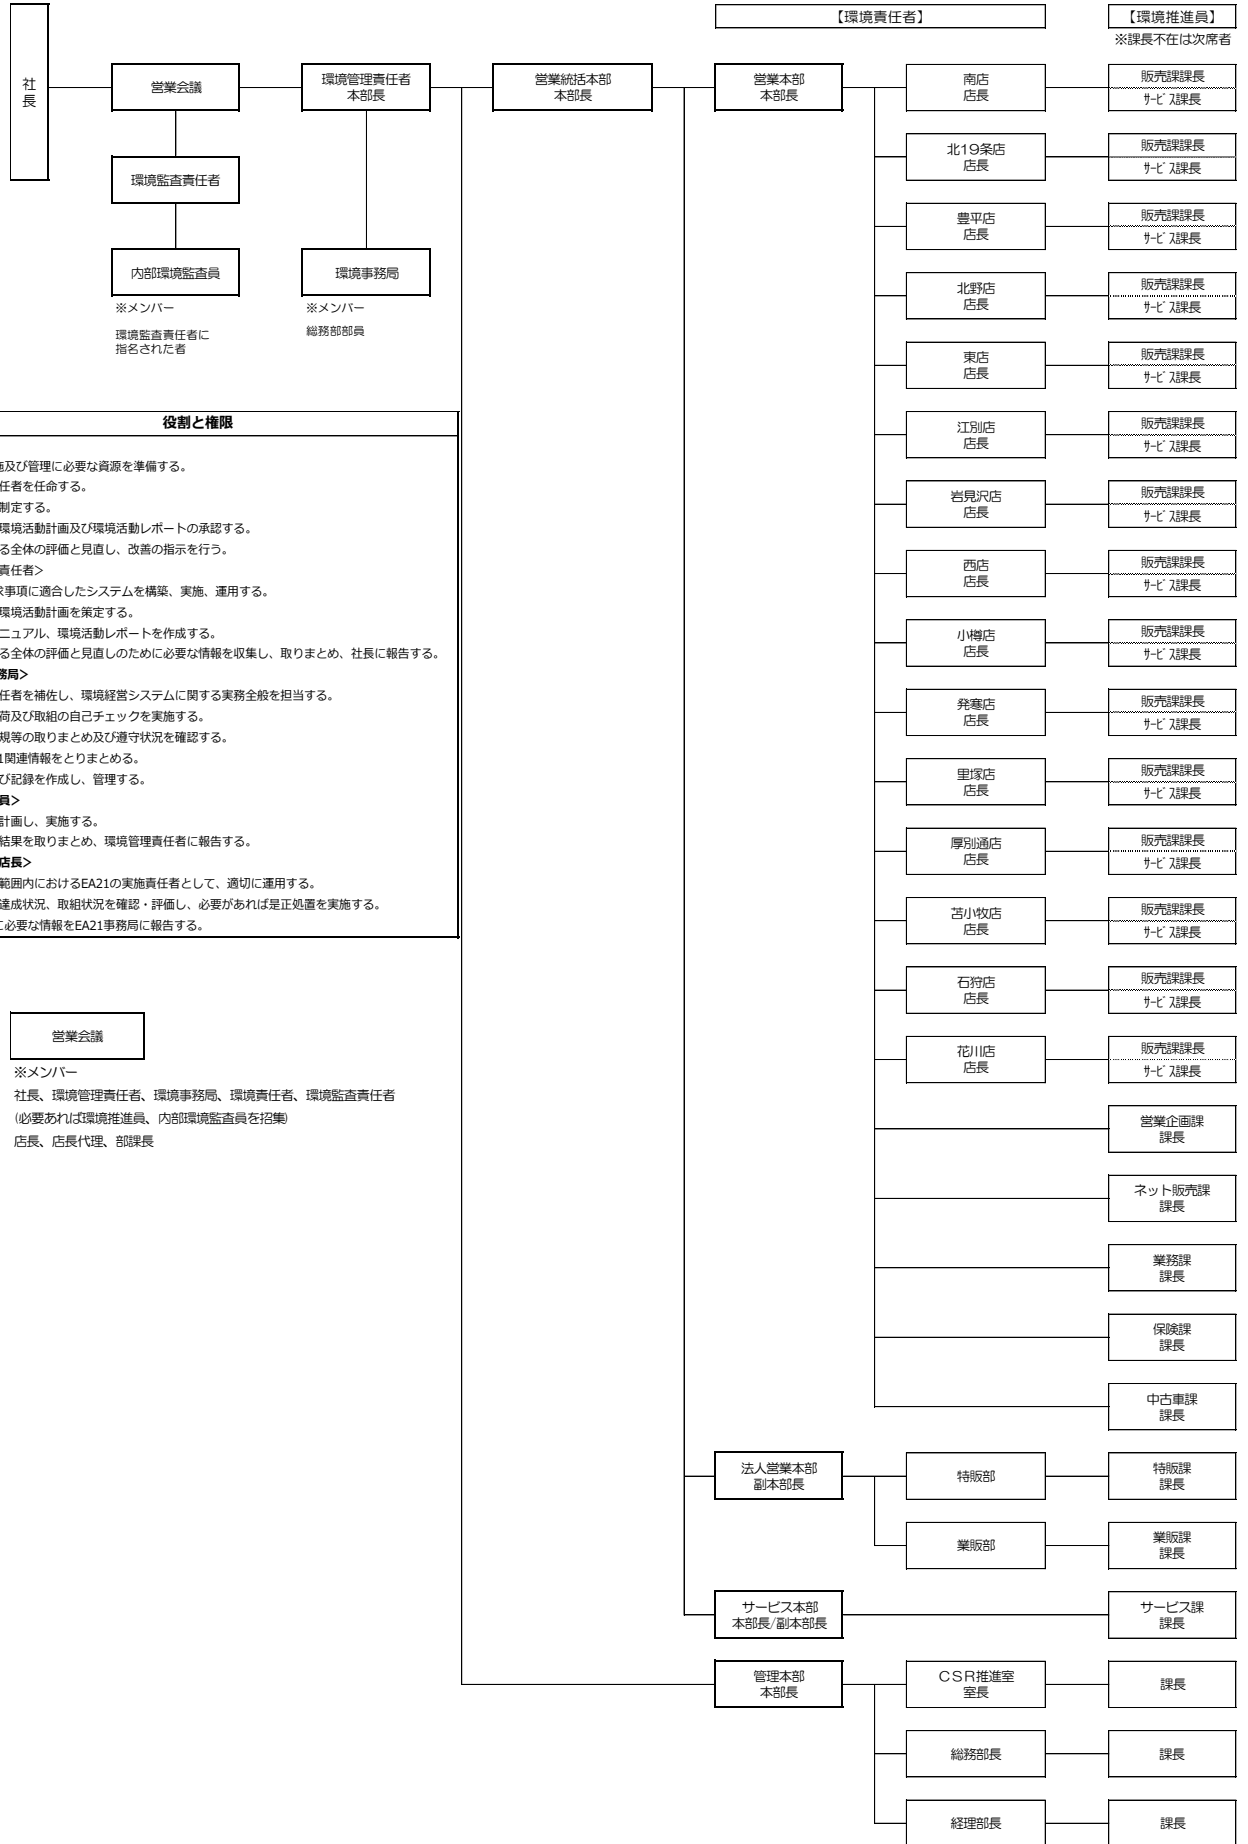 【環境責任者】
【環境推進員】
※課長不在は次席者
社長
営業会議
環境管理責任者
本部長
営業統括本部
本部長
営業本部
本部長
南店
店長
販売課課長
サービス課長
環境監査責任者
内部環境監査員
※メンバー
環境監査責任者に
指名された者
環境事務局
※メンバー
総務部部員
北19条店
店長
販売課課長
サービス課長
豊平店
店長
販売課課長
サービス課長
北野店
店長
販売課課長
サービス課長
東店
店長
販売課課長
サービス課長
江別店
店長
販売課課長
サービス課長
岩見沢店
店長
販売課課長
サービス課長
西店
店長
販売課課長
サービス課長
小樽店
店長
販売課課長
サービス課長
発寒店
店長
販売課課長
サービス課長
里塚店
店長
販売課課長
サービス課長
厚別通店
店長
販売課課長
サービス課長
苫小牧店
店長
販売課課長
サービス課長
石狩店
店長
販売課課長
サービス課長
花川店
店長
販売課課長
サービス課長
営業企画課
課長
ネット販売課
課長
業務課
課長
保険課
課長
中古車課
課長
法人営業本部
副本部長
特販部
特販課
課長
業販部
業販課
課長
サービス本部
本部長/副本部長
サービス課
課長
管理本部
本部長
CSR推進室
室長
課長
総務部長
課長
経理部長
課長
役割と権限
及び管理に必要な資源を準備する。
任者を任命する。
制定する。
環境活動計画及び環境活動レポートの承認する。
る全体の評価と見直し、改善の指示を行う。
責任者>
事項に適合したシステムを構築、実施、運用する。
環境活動計画を策定する。
ニュアル、環境活動レポートを作成する。
る全体の評価と見直しのために必要な情報を収集し、取りまとめ、社長に報告する。
局>
任者を補佐し、環境経営システムに関する実務全般を担当する。
荷及び取組の自己チェックを実施する。
規等の取りまとめ及び遵守状況を確認する。
1関連情報をとりまとめる。
び記録を作成し、管理する。
員>
計画し、実施する。
結果を取りまとめ、環境管理責任者に報告する。
店長>
範囲内におけるEA21の実施責任者として、適切に運用する。
達成状況、取組状況を確認・評価し、必要があれば是正処置を実施する。
に必要な情報をEA21事務局に報告する。
営業会議
※メンバー
社長、環境管理責任者、環境事務局、環境責任者、環境監査責任者
(必要あれば環境推進員、内部環境監査員を招集)
店長、店長代理、部課長